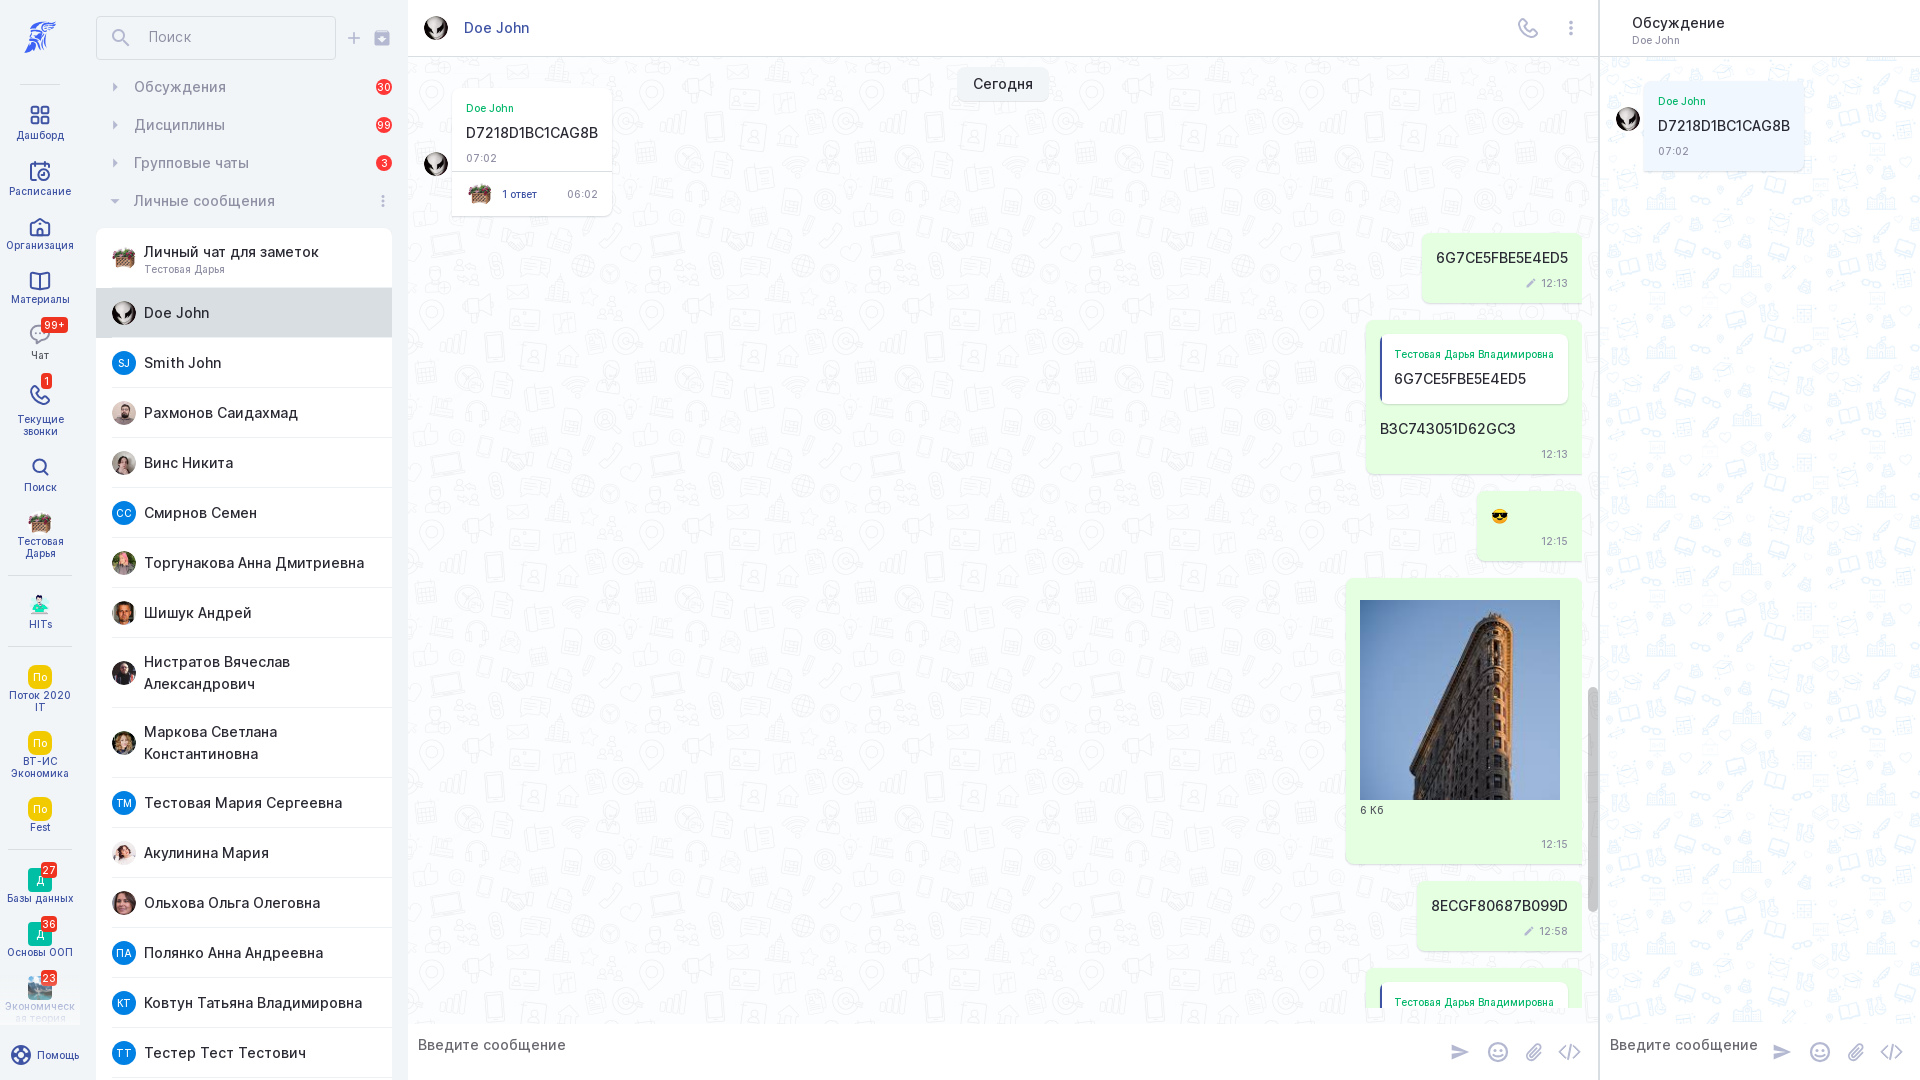 Дашборд
Расписание
Организация
Материалы
99+
Чат
1
Текущие
звонки
Поиск
Тестовая
Дарья
HITs
По
Поток 2020
IT
По
ВТ-ИС
Экономика
По
Fest
27
Д
Базы данных
36
Д
Основы ООП
23
Экономическ
ая теория
Помощь
Поиск
Обсуждения
30
Дисциплины
99
Групповые чаты
3
Личные сообщения
Личный чат для заметок
Тестовая Дарья
Doe John
SJ
Smith John
Рахмонов Саидахмад
Винс Никита
СС
Смирнов Семен
Торгунакова Анна Дмитриевна
Шишук Андрей
Нистратов Вячеслав
Александрович
Маркова Светлана
Константиновна
ТМ
Тестовая Мария Сергеевна
Акулинина Мария
Ольхова Ольга Олеговна
ПА
Полянко Анна Андреевна
КТ
Ковтун Татьяна Владимировна
ТТ
Тестер Тест Тестович
Doe John
Сегодня
Doe John
D7218D1BC1CAG8B
07:02
1 ответ
06:02
6G7CE5FBE5E4ED5
12:13
Тестовая Дарья Владимировна
6G7CE5FBE5E4ED5
B3C743051D62GC3
12:13
12:15
6 Кб
12:15
8ECGF80687B099D
12:58
Тестовая Дарья Владимировна
Введите сообщение
Обсуждение
Doe John
Doe John
D7218D1BC1CAG8B
07:02
Введите сообщение